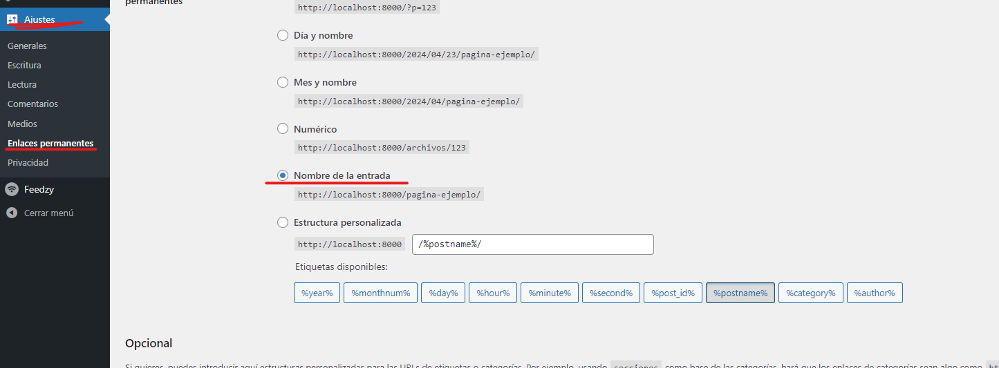 permanentes
http://localhost:8000/?p=123
Ajustes
Día y nombre
Generales
http://localhost:8000/2024/04/23/pagina-ejemplo/
Escritura
Lectura
Mes y nombre
Comentarios
http://localhost:8000/2024/04/pagina-ejemplo/
Medios
Numérico
Enlaces permanentes
http://localhost:8000/archivos/123
Privacidad
Nombre de la entrada
Feedzy
http://localhost:8000/pagina-ejemplo/
Cerrar menú
Estructura personalizada
http://localhost:8000 /%postname%/
Etiquetas disponibles:
%year% %monthnum% %day% %hour% %minute% %second% %post_id% %postname% %category% %author%
Opcional
Si quieres, puedes introducir aquí estructuras personalizadas para las URLs de etiquetas o categorías. Por ejemplo, usando secciones como base de las categorías, hará que los enlaces de categorías sean algo como